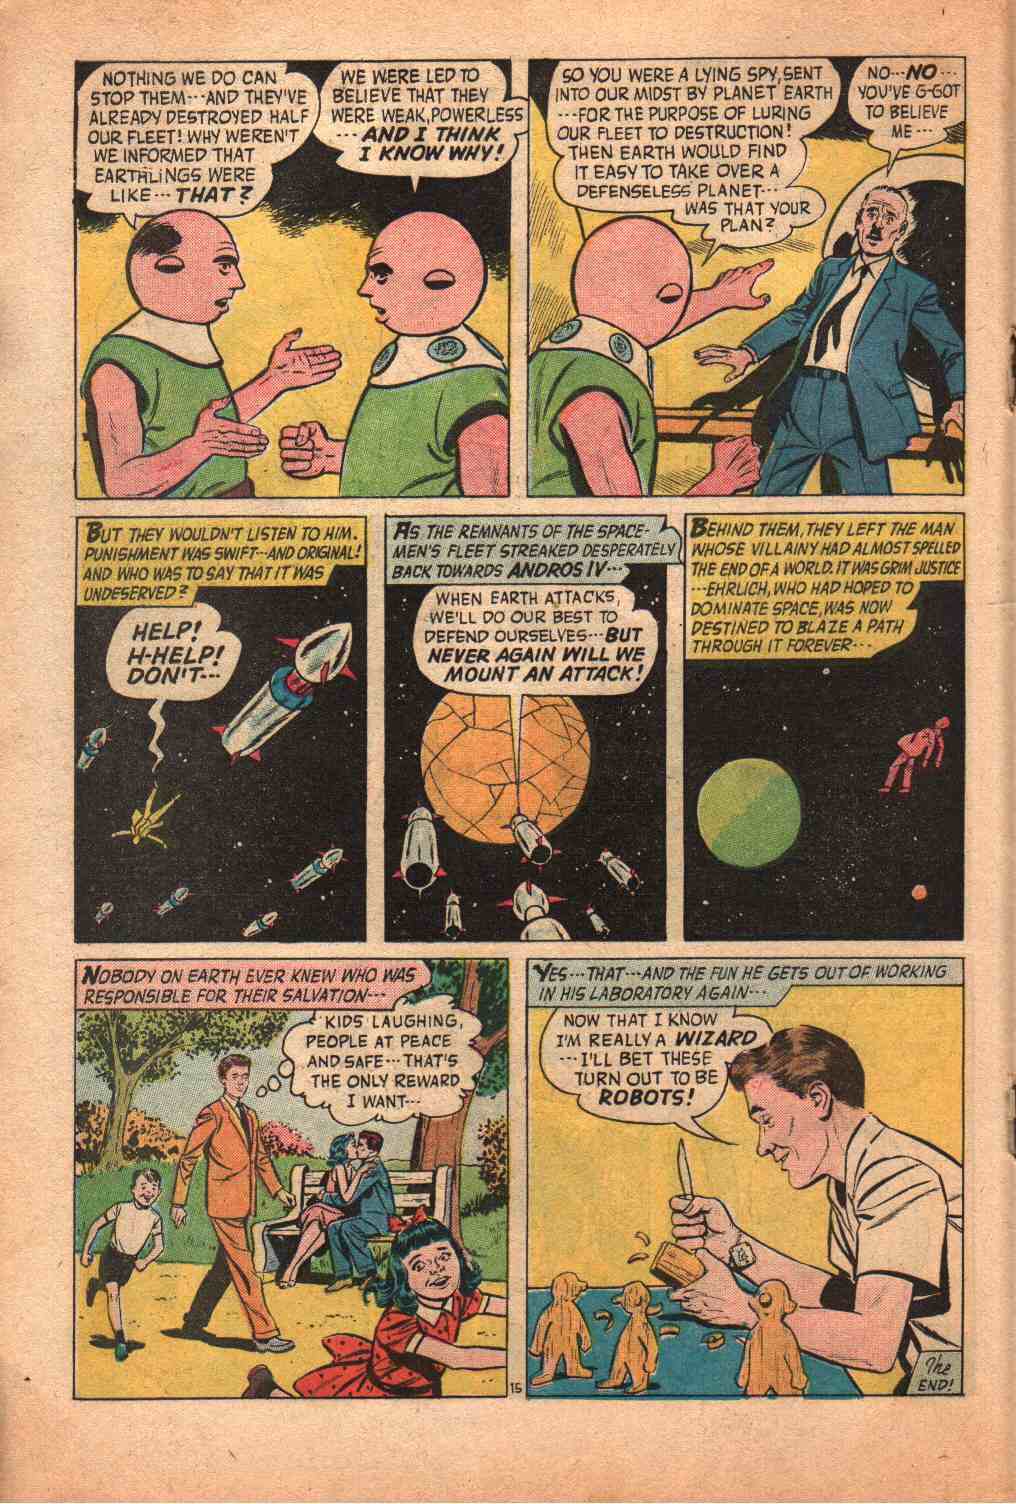 NOTHING WE DO CAN
STOP THEM---AND THEY'VE
ALREADY DESTROYED HALF
OUR FLEET! WHY WEREN'T
WE INFORMED THAT
EARTHLINGS WERE
LIKE--- THAT?
WE WERE LED TO
BELIEVE THAT THEY
WERE WEAK, POWERLESS
--- AND I THINK
I KNOW WHY!
SO YOU WERE A LYING SPY, SENT
INTO OUR MIDST BY PLANET EARTH
---FOR THE PURPOSE OF LURING
OUR FLEET TO DESTRUCTION!
THEN EARTH WOULD FIND
IT EASY TO TAKE OVER A
DEFENSELESS PLANET---
WAS THAT YOUR
PLAN?
NO---NO---
YOU'VE G-GOT
TO BELIEVE
ME---
BUT THEY WOULDN'T LISTEN TO HIM.
PUNISHMENT WAS SWIFT---AND ORIGINAL!
AND WHO WAS TO SAY THAT IT WAS
UNDESERVED?
HELP!
H-HELP!
DON'T---
AS THE REMNANTS OF THE SPACE-
MEN'S FLEET STREAKED DESPERATELY
BACK TOWARDS ANDROS IV---
WHEN EARTH ATTACKS,
WE'LL DO OUR BEST TO
DEFEND OURSELVES---BUT
NEVER AGAIN WILL WE
MOUNT AN ATTACK!
BEHIND THEM, THEY LEFT THE MAN
WHOSE VILLAINY HAD ALMOST SPELLED
THE END OF A WORLD. IT WAS GRIM JUSTICE
---EHRLICH, WHO HAD HOPED TO
DOMINATE SPACE, WAS NOW
DESTINED TO BLAZE A PATH
THROUGH IT FOREVER---
NOBODY ON EARTH EVER KNEW WHO WAS
RESPONSIBLE FOR THEIR SALVATION---
KIDS LAUGHING,
PEOPLE AT PEACE
AND SAFE---THAT'S
THE ONLY REWARD
I WANT---
15
YES---THAT---AND THE FUN HE GETS OUT OF WORKING
IN HIS LABORATORY AGAIN---
NOW THAT I KNOW
I'M REALLY A WIZARD
---I'LL BET THESE
TURN OUT TO BE
ROBOTS!
The
END!